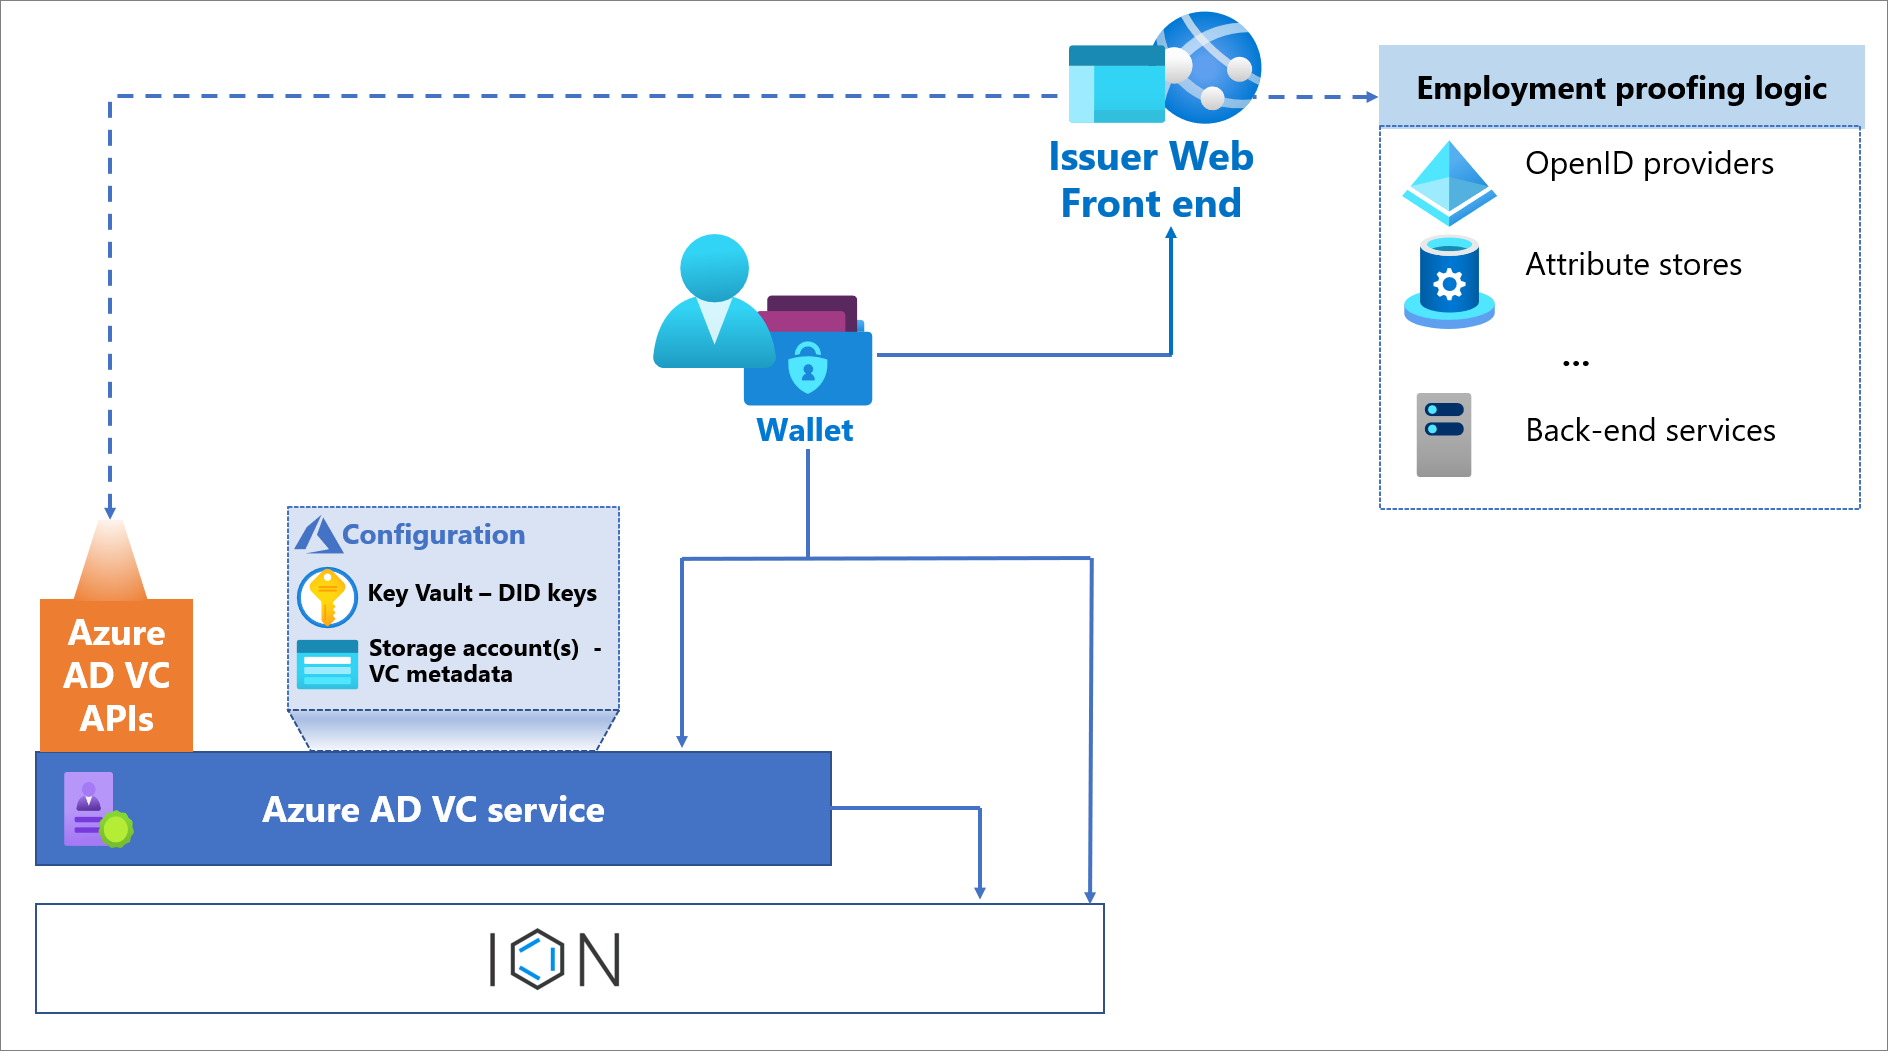 Employment proofing logic
OpenID providers
Attribute stores
...
Back-end services
Issuer Web
Front end
Wallet
Configuration
Key Vault – DID keys
Storage account(s) -
VC metadata
Azure
AD VC
APIs
Azure AD VC service
ION